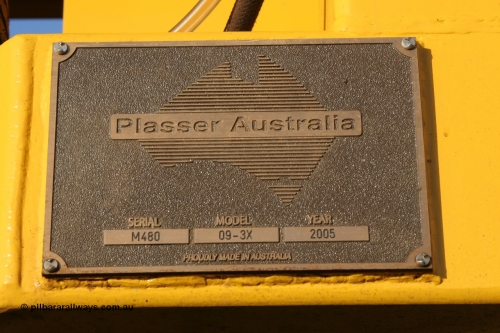 Plasser Australia
SERIAL MODEL YEAR
M480 09-3X 2005
PROUDLY MADE IN AUSTRALIA
© pilbararailways.com.au